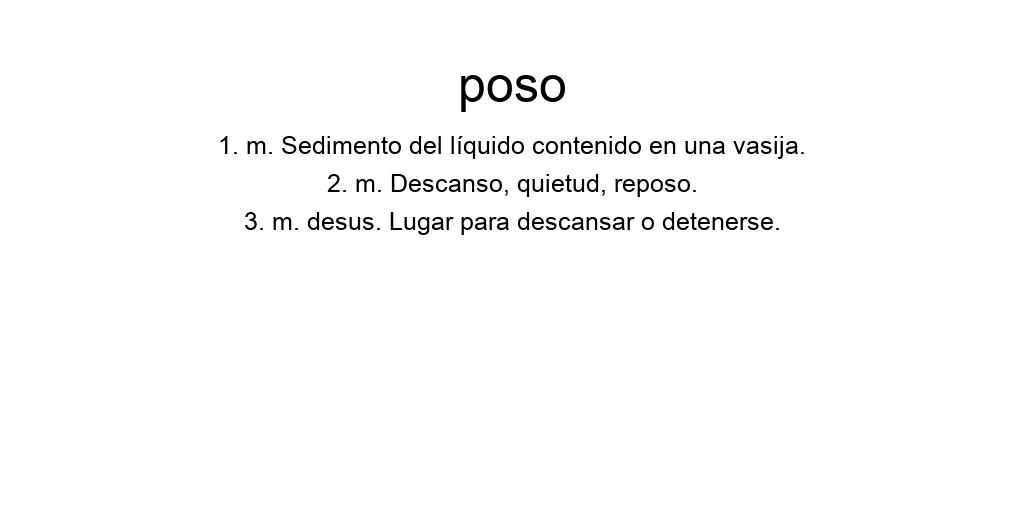 poso
1. m. Sedimento del líquido contenido en una vasija.
2. m. Descanso, quietud, reposo.
3. m. desus. Lugar para descansar o detenerse.